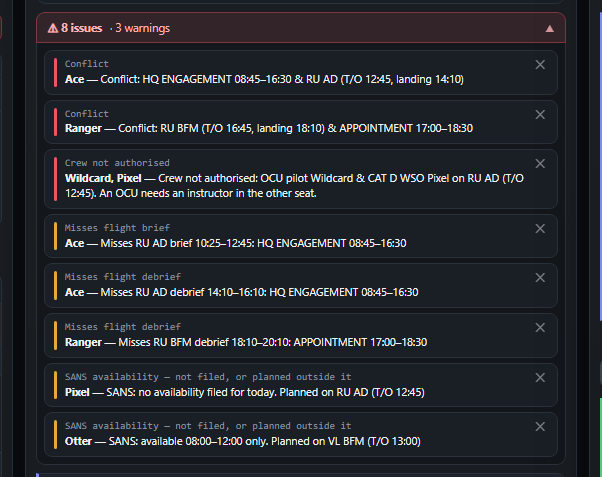 8 issues · 3 warnings
Conflict
Ace — Conflict: HQ ENGAGEMENT 08:45–16:30 & RU AD (T/O 12:45, landing 14:10)
Conflict
Ranger — Conflict: RU BFM (T/O 16:45, landing 18:10) & APPOINTMENT 17:00–18:30
Crew not authorised
Wildcard, Pixel — Crew not authorised: OCU pilot Wildcard & CAT D WSO Pixel on RU AD (T/O
12:45). An OCU needs an instructor in the other seat.
Misses flight brief
Ace — Misses RU AD brief 10:25–12:45: HQ ENGAGEMENT 08:45–16:30
Misses flight debrief
Ace — Misses RU AD debrief 14:10–16:10: HQ ENGAGEMENT 08:45–16:30
Misses flight debrief
Ranger — Misses RU BFM debrief 18:10–20:10: APPOINTMENT 17:00–18:30
SANS availability — not filed, or planned outside it
Pixel — SANS: no availability filed for today. Planned on RU AD (T/O 12:45)
SANS availability — not filed, or planned outside it
Otter — SANS: available 08:00–12:00 only. Planned on VL BFM (T/O 13:00)